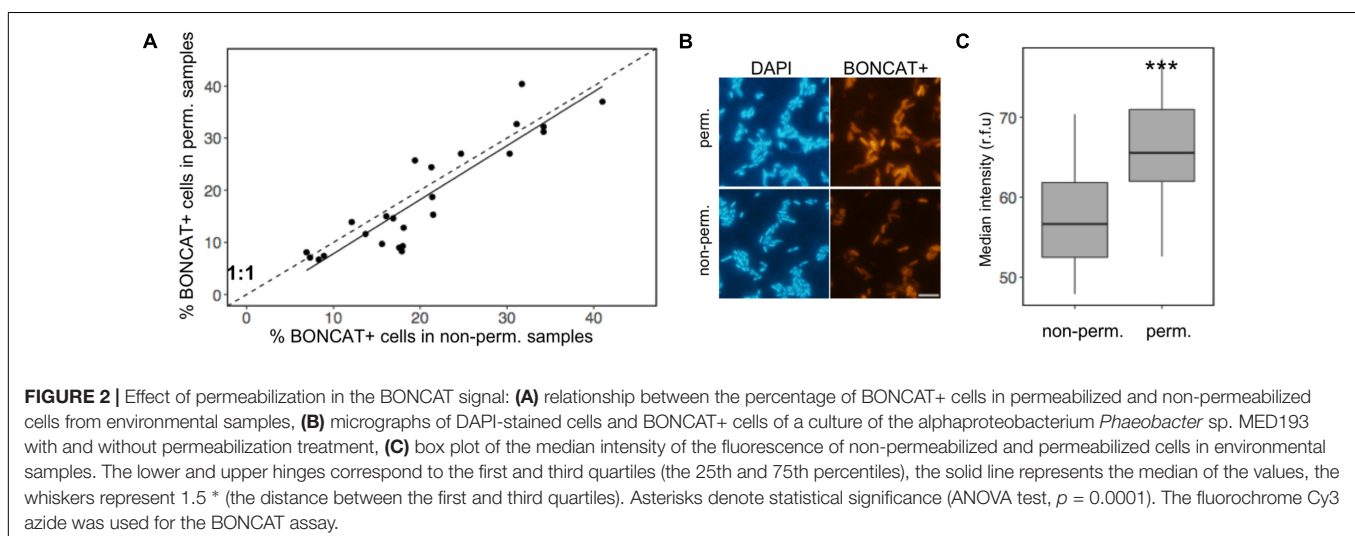 A
% BONCAT+ cells in perm. samples
40
30
20
10
0
1:1
0
10
20
30
40
% BONCAT+ cells in non-perm. samples
B
DAPI
BONCAT+
perm.
non-perm.
C
***
Median intensity (r.f.u)
70
60
50
non-perm.
perm.
FIGURE 2 | Effect of permeabilization in the BONCAT signal: (A) relationship between the percentage of BONCAT+ cells in permeabilized and non-permeabilized
cells from environmental samples, (B) micrographs of DAPI-stained cells and BONCAT+ cells of a culture of the alphaproteobacterium Phaeobacter sp. MED193
with and without permeabilization treatment, (C) box plot of the median intensity of the fluorescence of non-permeabilized and permeabilized cells in environmental
samples. The lower and upper hinges correspond to the first and third quartiles (the 25th and 75th percentiles), the solid line represents the median of the values, the
whiskers represent 1.5 * (the distance between the first and third quartiles). Asterisks denote statistical significance (ANOVA test, p = 0.0001). The fluorochrome Cy3
azide was used for the BONCAT assay.